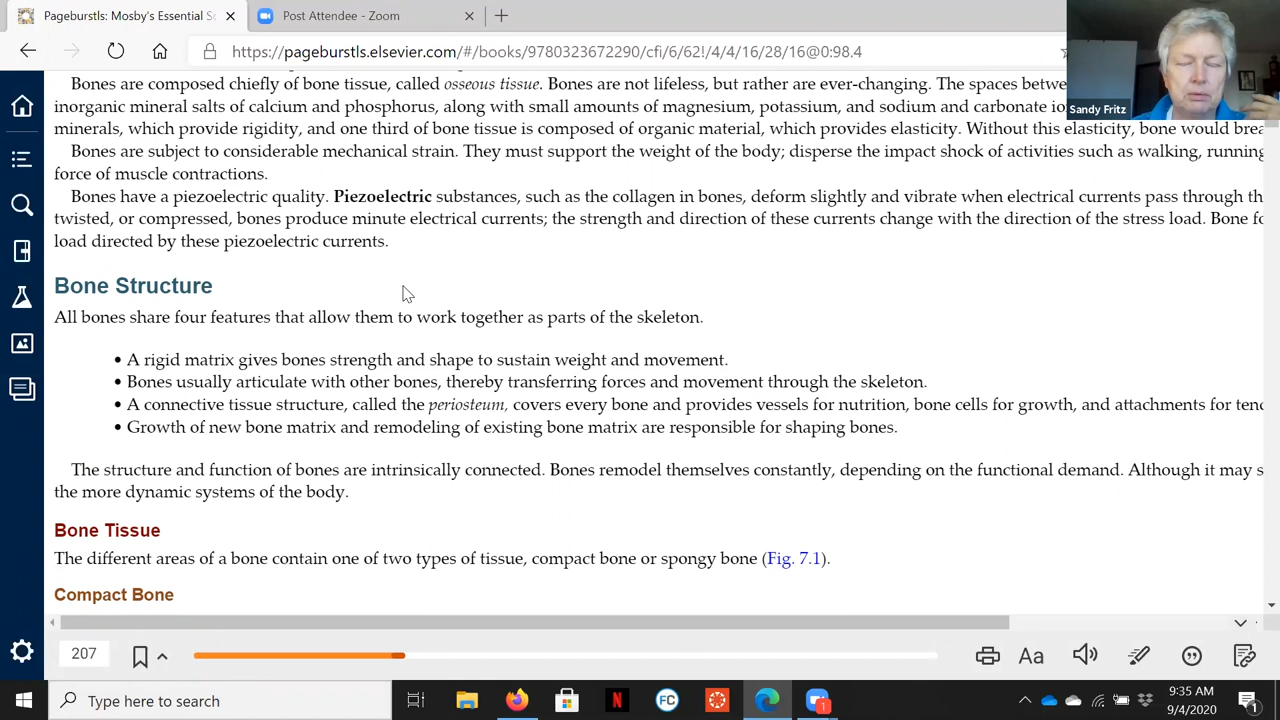 Pageburstls: Mosby's Essential Sc
Post Attendee - Zoom
https://pageburstls.elsevier.com/#/books/9780323672290/cfi/6/62!/4/4/16/28/16@0:98.4
Sandy Fritz
Bones are composed chiefly of bone tissue, called osseous tissue. Bones are not lifeless, but rather are ever-changing. The spaces betwe
inorganic mineral salts of calcium and phosphorus, along with small amounts of magnesium, potassium, and sodium and carbonate io
minerals, which provide rigidity, and one third of bone tissue is composed of organic material, which provides elasticity. Without this elasticity, bone would brea
Bones are subject to considerable mechanical strain. They must support the weight of the body; disperse the impact shock of activities such as walking, running
force of muscle contractions.
Bones have a piezoelectric quality. Piezoelectric substances, such as the collagen in bones, deform slightly and vibrate when electrical currents pass through th
twisted, or compressed, bones produce minute electrical currents; the strength and direction of these currents change with the direction of the stress load. Bone fo
load directed by these piezoelectric currents.
Bone Structure
All bones share four features that allow them to work together as parts of the skeleton.
• A rigid matrix gives bones strength and shape to sustain weight and movement.
• Bones usually articulate with other bones, thereby transferring forces and movement through the skeleton.
• A connective tissue structure, called the periosteum, covers every bone and provides vessels for nutrition, bone cells for growth, and attachments for tend
• Growth of new bone matrix and remodeling of existing bone matrix are responsible for shaping bones.
The structure and function of bones are intrinsically connected. Bones remodel themselves constantly, depending on the functional demand. Although it may s
the more dynamic systems of the body.
Bone Tissue
The different areas of a bone contain one of two types of tissue, compact bone or spongy bone (Fig. 7.1).
Compact Bone
207
Aa
Type here to search
N
FC
1
9:35 AM
9/4/2020
1